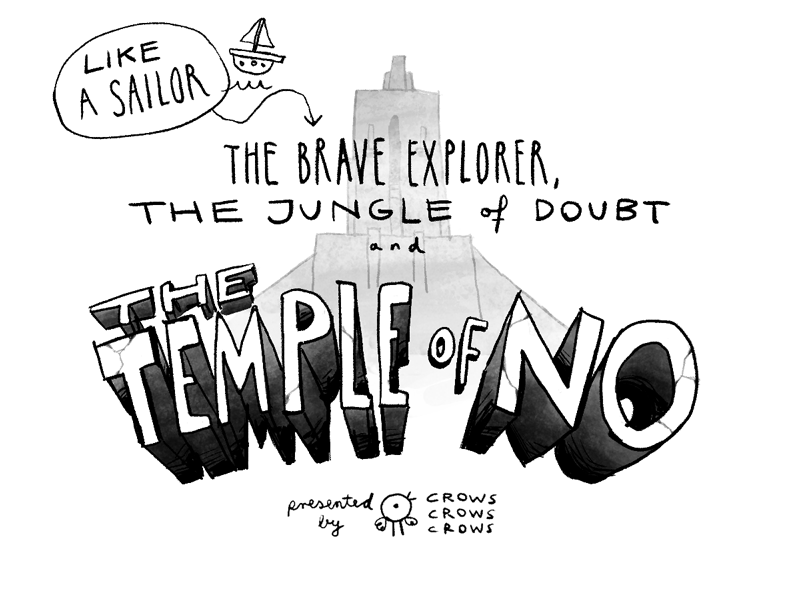 LIKE
A SAILOR
THE BRAVE EXPLORER,
THE JUNGLE of DOUBT
and
THE
TEMPLE OF NO
presented
by
CROWS
CROWS
CROWS